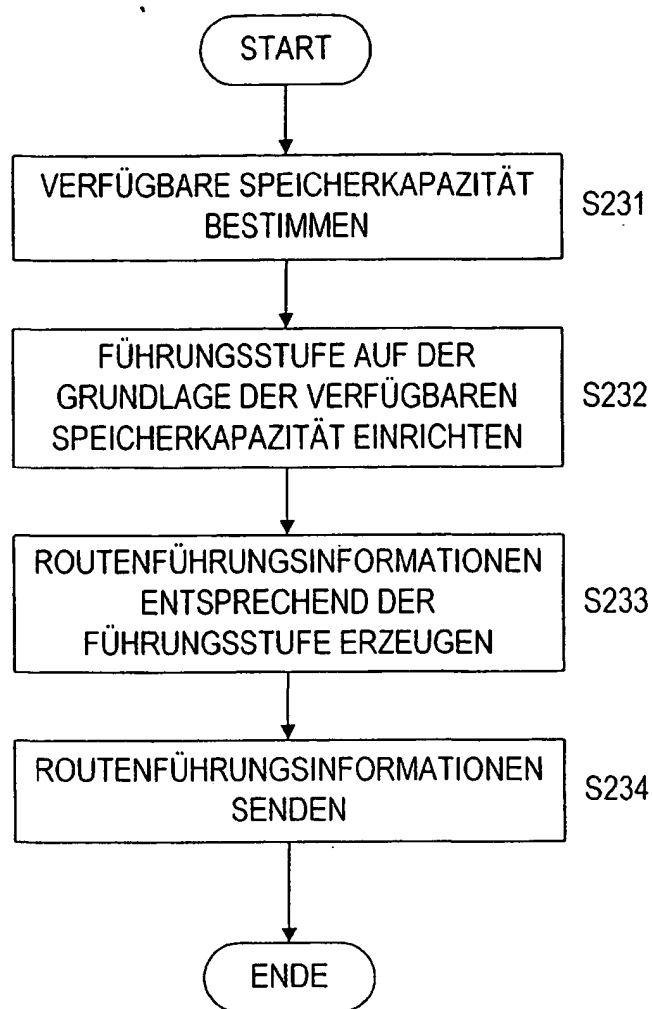 START
VERFÜGBARE SPEICHERKAPAZITÄT
BESTIMMEN
S231
FÜHRUNGSSTUFE AUF DER
GRUNDLAGE DER VERFÜGBAREN
SPEICHERKAPAZITÄT EINRICHTEN
S232
ROUTENFÜHRUNGSINFORMATIONEN
ENTSPRECHEND DER
FÜHRUNGSSTUFE ERZEUGEN
S233
ROUTENFÜHRUNGSINFORMATIONEN
SENDEN
S234
ENDE